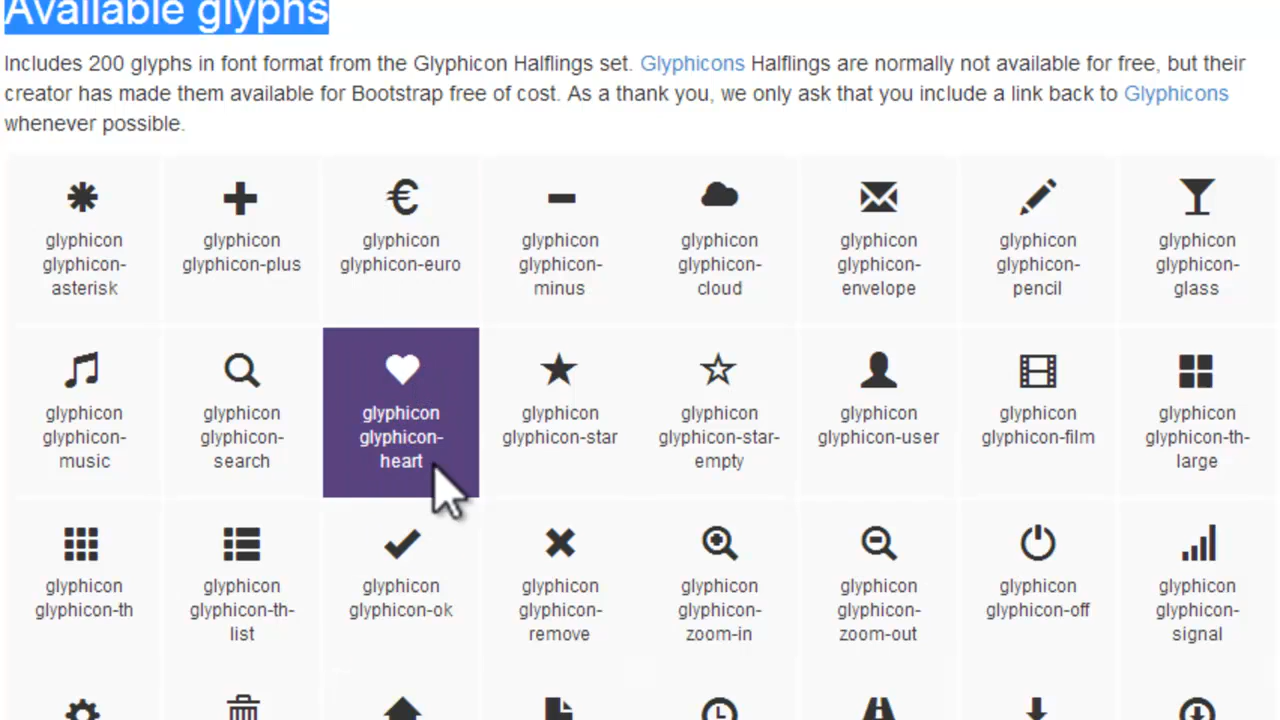 Available glyphs
Includes 200 glyphs in font format from the Glyphicon Halflings set. Glyphicons Halflings are normally not available for free, but their
creator has made them available for Bootstrap free of cost. As a thank you, we only ask that you include a link back to Glyphicons
whenever possible.
glyphicon glyphicon glyphicon glyphicon glyphicon glyphicon glyphicon glyphicon
glyphicon- glyphicon-plus glyphicon-euro glyphicon- glyphicon- glyphicon- glyphicon- glyphicon-
asterisk minus cloud envelope pencil glass
glyphicon glyphicon glyphicon glyphicon glyphicon glyphicon glyphicon glyphicon
glyphicon- glyphicon- glyphicon- glyphicon-star glyphicon-star- glyphicon-user glyphicon-film glyphicon-th-
music search heart empty large
glyphicon glyphicon glyphicon glyphicon glyphicon glyphicon glyphicon glyphicon
glyphicon-th glyphicon-th- glyphicon-ok glyphicon- glyphicon- glyphicon- glyphicon-off glyphicon-
list remove zoom-in zoom-out signal